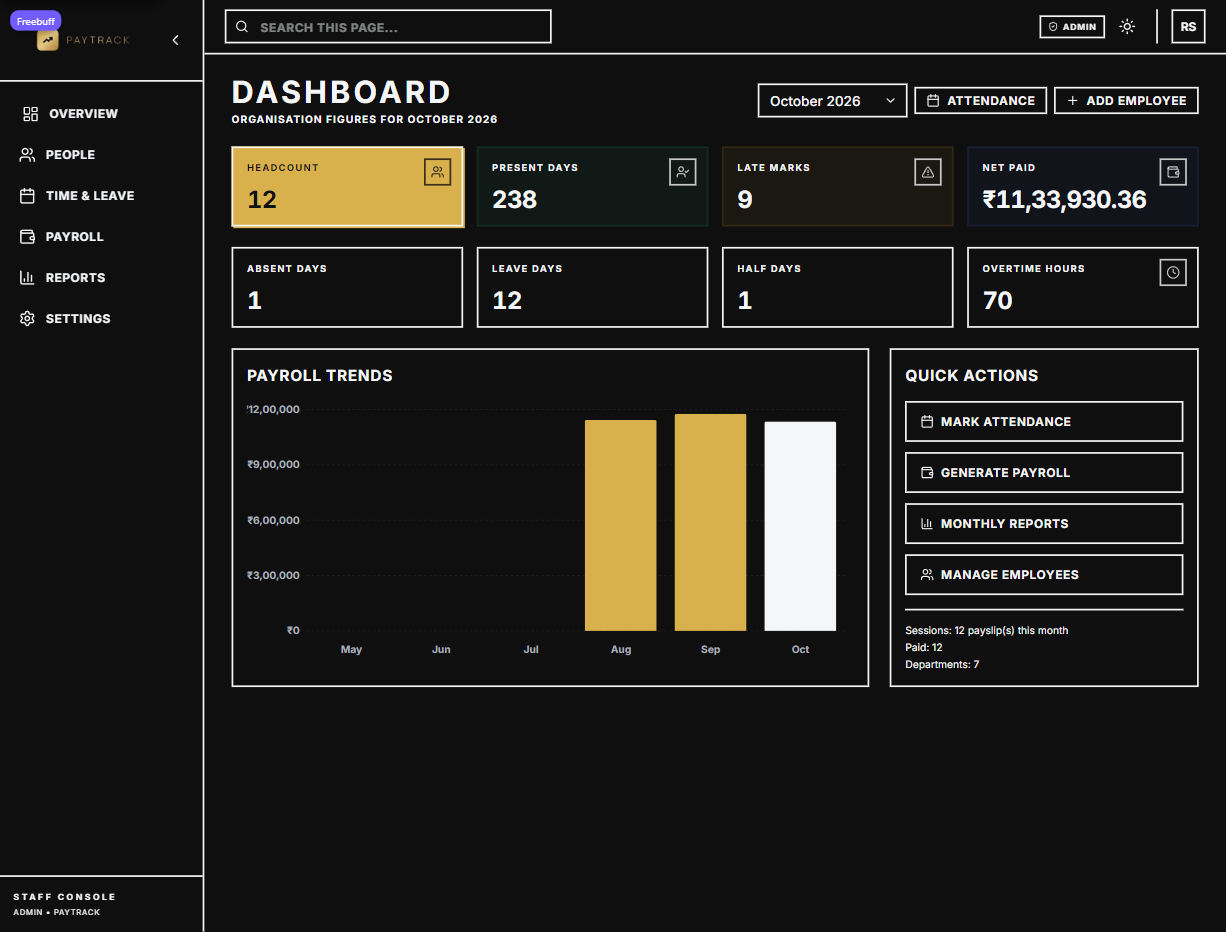 Freebuff
PAYTRACK
SEARCH THIS PAGE...
ADMIN
RS
OVERVIEW
PEOPLE
TIME & LEAVE
PAYROLL
REPORTS
SETTINGS
STAFF CONSOLE
ADMIN • PAYTRACK
DASHBOARD
ORGANISATION FIGURES FOR OCTOBER 2026
October 2026
ATTENDANCE
ADD EMPLOYEE
HEADCOUNT
12
PRESENT DAYS
238
LATE MARKS
9
NET PAID
₹11,33,930.36
ABSENT DAYS
1
LEAVE DAYS
12
HALF DAYS
1
OVERTIME HOURS
70
PAYROLL TRENDS
12,00,000
₹9,00,000
₹6,00,000
₹3,00,000
₹0
May Jun Jul Aug Sep Oct
QUICK ACTIONS
MARK ATTENDANCE
GENERATE PAYROLL
MONTHLY REPORTS
MANAGE EMPLOYEES
Sessions: 12 payslip(s) this month
Paid: 12
Departments: 7